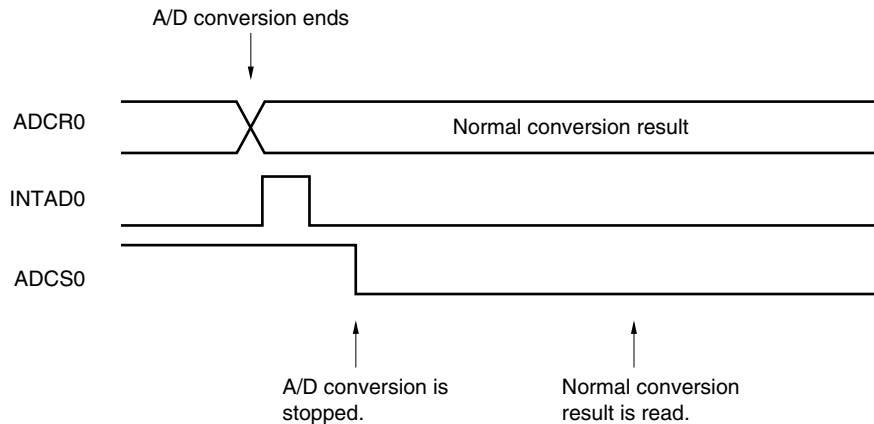 A/D conversion ends
ADCR0
Normal conversion result
INTAD0
ADCS0
A/D conversion is
stopped.
Normal conversion
result is read.